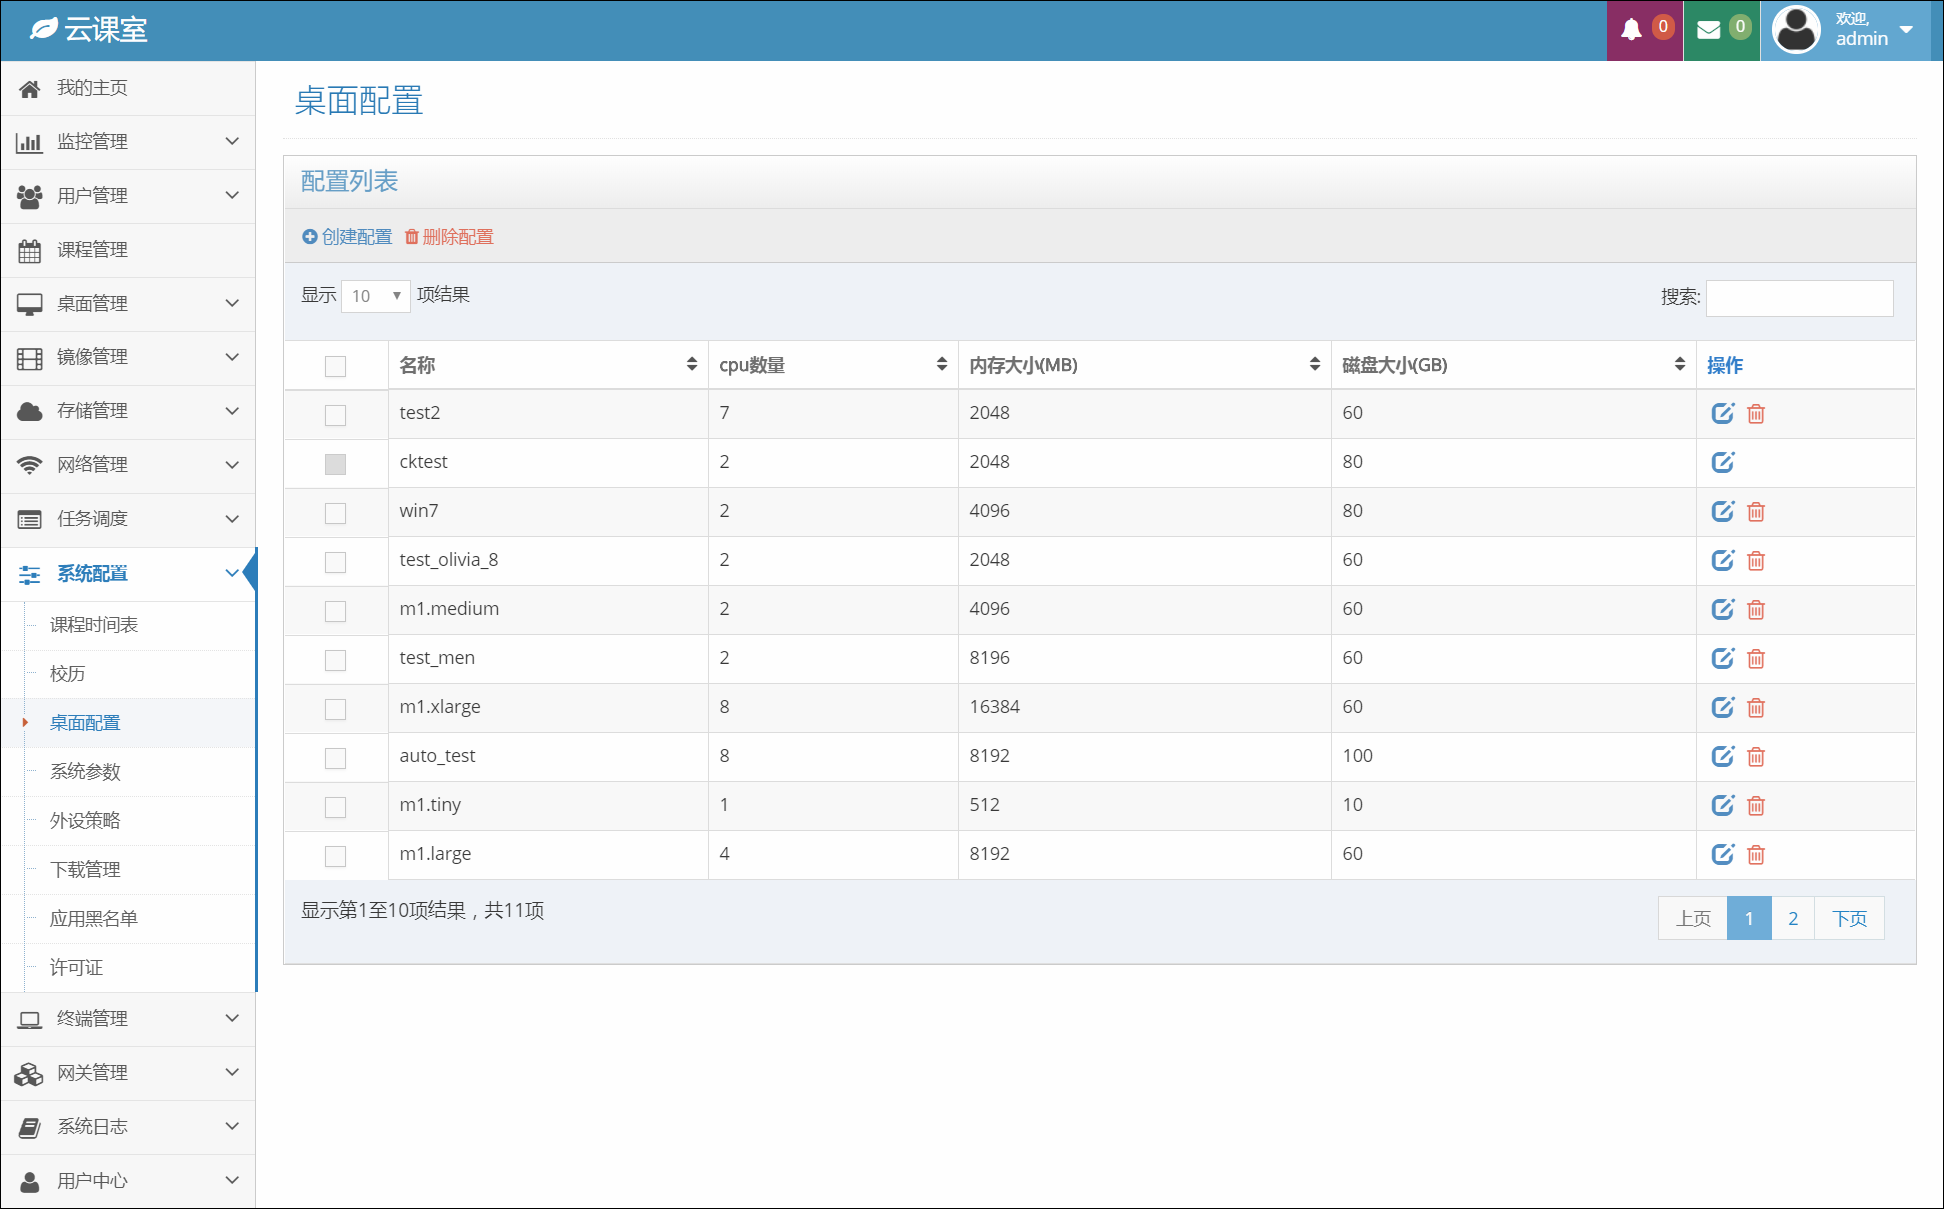 云课室
0
0
欢迎,
admin
我的主页
监控管理
用户管理
课程管理
桌面管理
镜像管理
存储管理
网络管理
任务调度
系统配置
课程时间表
校历
桌面配置
系统参数
外设策略
下载管理
应用黑名单
许可证
终端管理
网关管理
系统日志
用户中心
桌面配置
配置列表
创建配置 删除配置
显示 10 项结果
搜索:
名称 cpu数量 内存大小(MB) 磁盘大小(GB) 操作
test2 7 2048 60
cktest 2 2048 80
win7 2 4096 80
test_olivia_8 2 2048 60
m1.medium 2 4096 60
test_men 2 8196 60
m1.xlarge 8 16384 60
auto_test 8 8192 100
m1.tiny 1 512 10
m1.large 4 8192 60
显示第1至10项结果，共11项
上页 1 2 下页